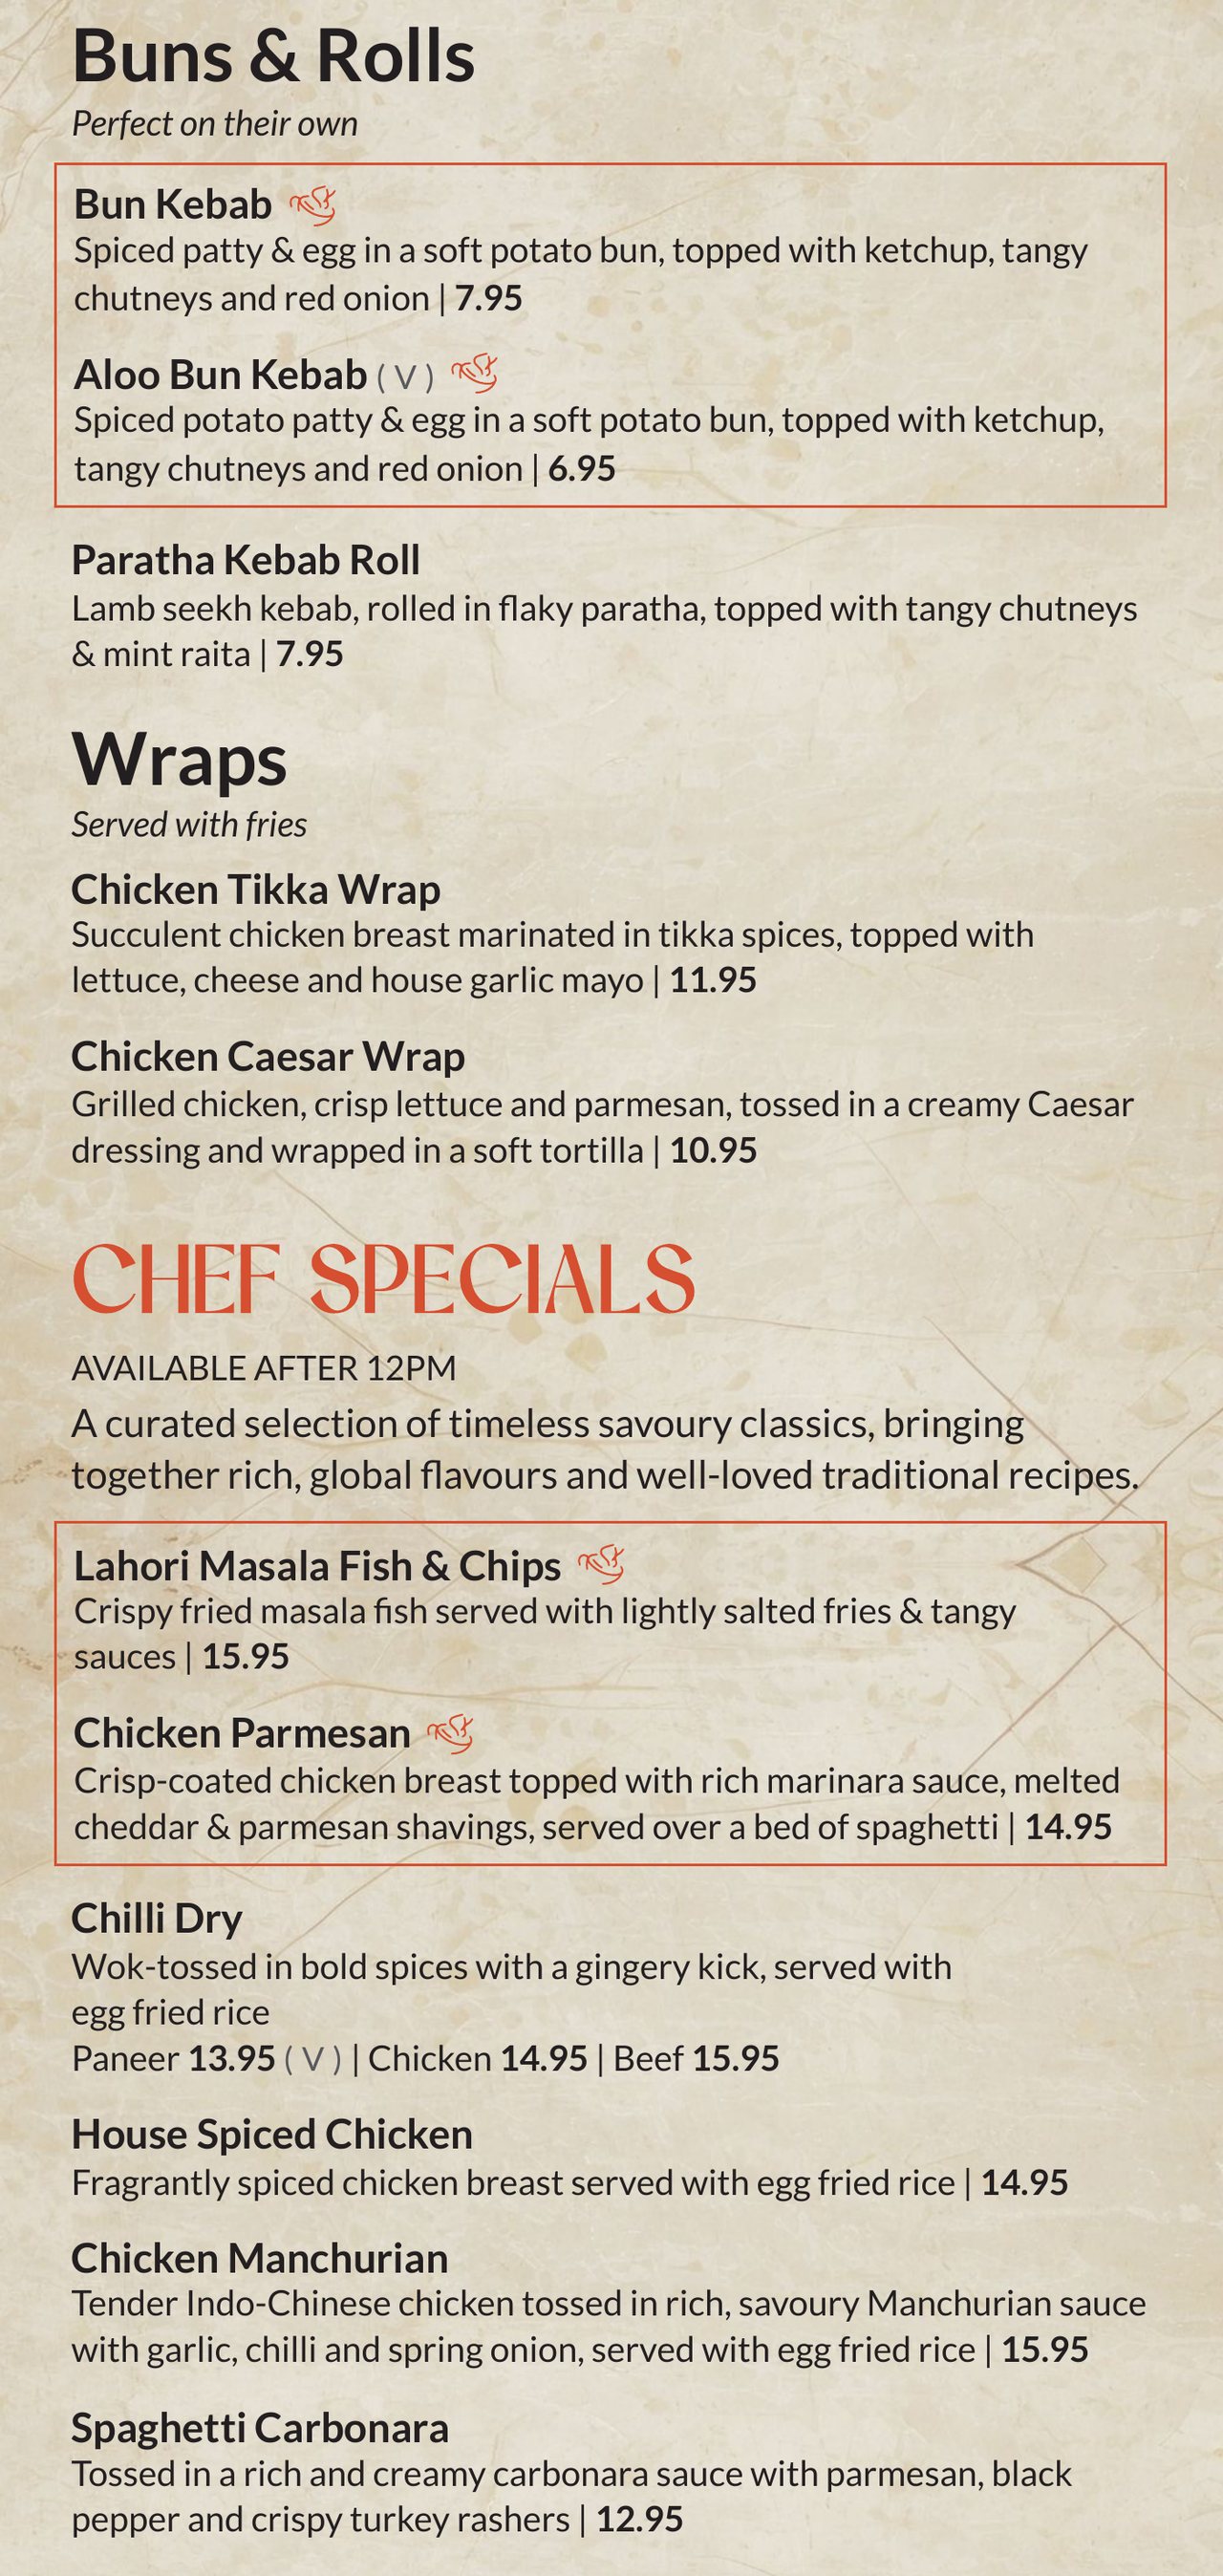 Buns & Rolls
Perfect on their own
Bun Kebab
Spiced patty & egg in a soft potato bun, topped with ketchup, tangy
chutneys and red onion | 7.95
Aloo Bun Kebab ( V )
Spiced potato patty & egg in a soft potato bun, topped with ketchup,
tangy chutneys and red onion | 6.95
Paratha Kebab Roll
Lamb seekh kebab, rolled in flaky paratha, topped with tangy chutneys
& mint raita | 7.95
Wraps
Served with fries
Chicken Tikka Wrap
Succulent chicken breast marinated in tikka spices, topped with
lettuce, cheese and house garlic mayo | 11.95
Chicken Caesar Wrap
Grilled chicken, crisp lettuce and parmesan, tossed in a creamy Caesar
dressing and wrapped in a soft tortilla | 10.95
CHEF SPECIALS
AVAILABLE AFTER 12PM
A curated selection of timeless savoury classics, bringing
together rich, global flavours and well-loved traditional recipes.
Lahori Masala Fish & Chips
Crispy fried masala fish served with lightly salted fries & tangy
sauces | 15.95
Chicken Parmesan
Crisp-coated chicken breast topped with rich marinara sauce, melted
cheddar & parmesan shavings, served over a bed of spaghetti | 14.95
Chilli Dry
Wok-tossed in bold spices with a gingery kick, served with
egg fried rice
Paneer 13.95 ( V ) | Chicken 14.95 | Beef 15.95
House Spiced Chicken
Fragrantly spiced chicken breast served with egg fried rice | 14.95
Chicken Manchurian
Tender Indo-Chinese chicken tossed in rich, savoury Manchurian sauce
with garlic, chilli and spring onion, served with egg fried rice | 15.95
Spaghetti Carbonara
Tossed in a rich and creamy carbonara sauce with parmesan, black
pepper and crispy turkey rashers | 12.95